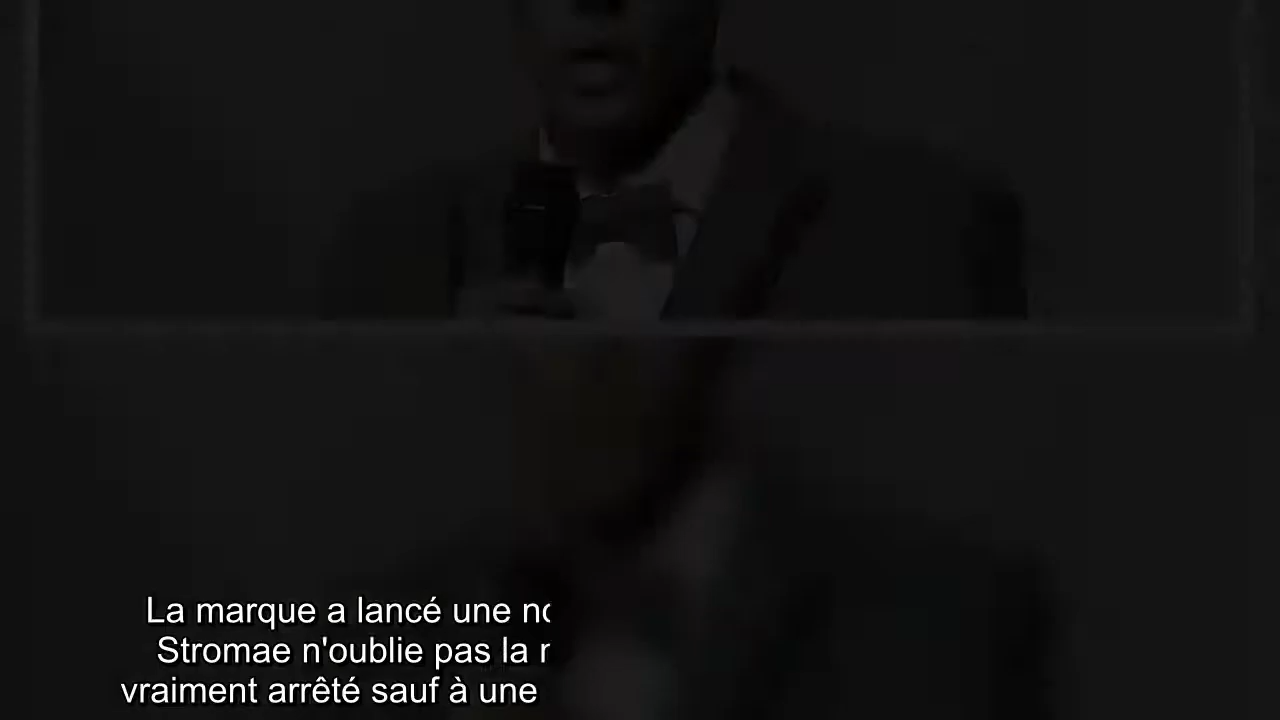 La marque a lancé une
Stromae n'oublie pas la
vraiment arrêté sauf à une